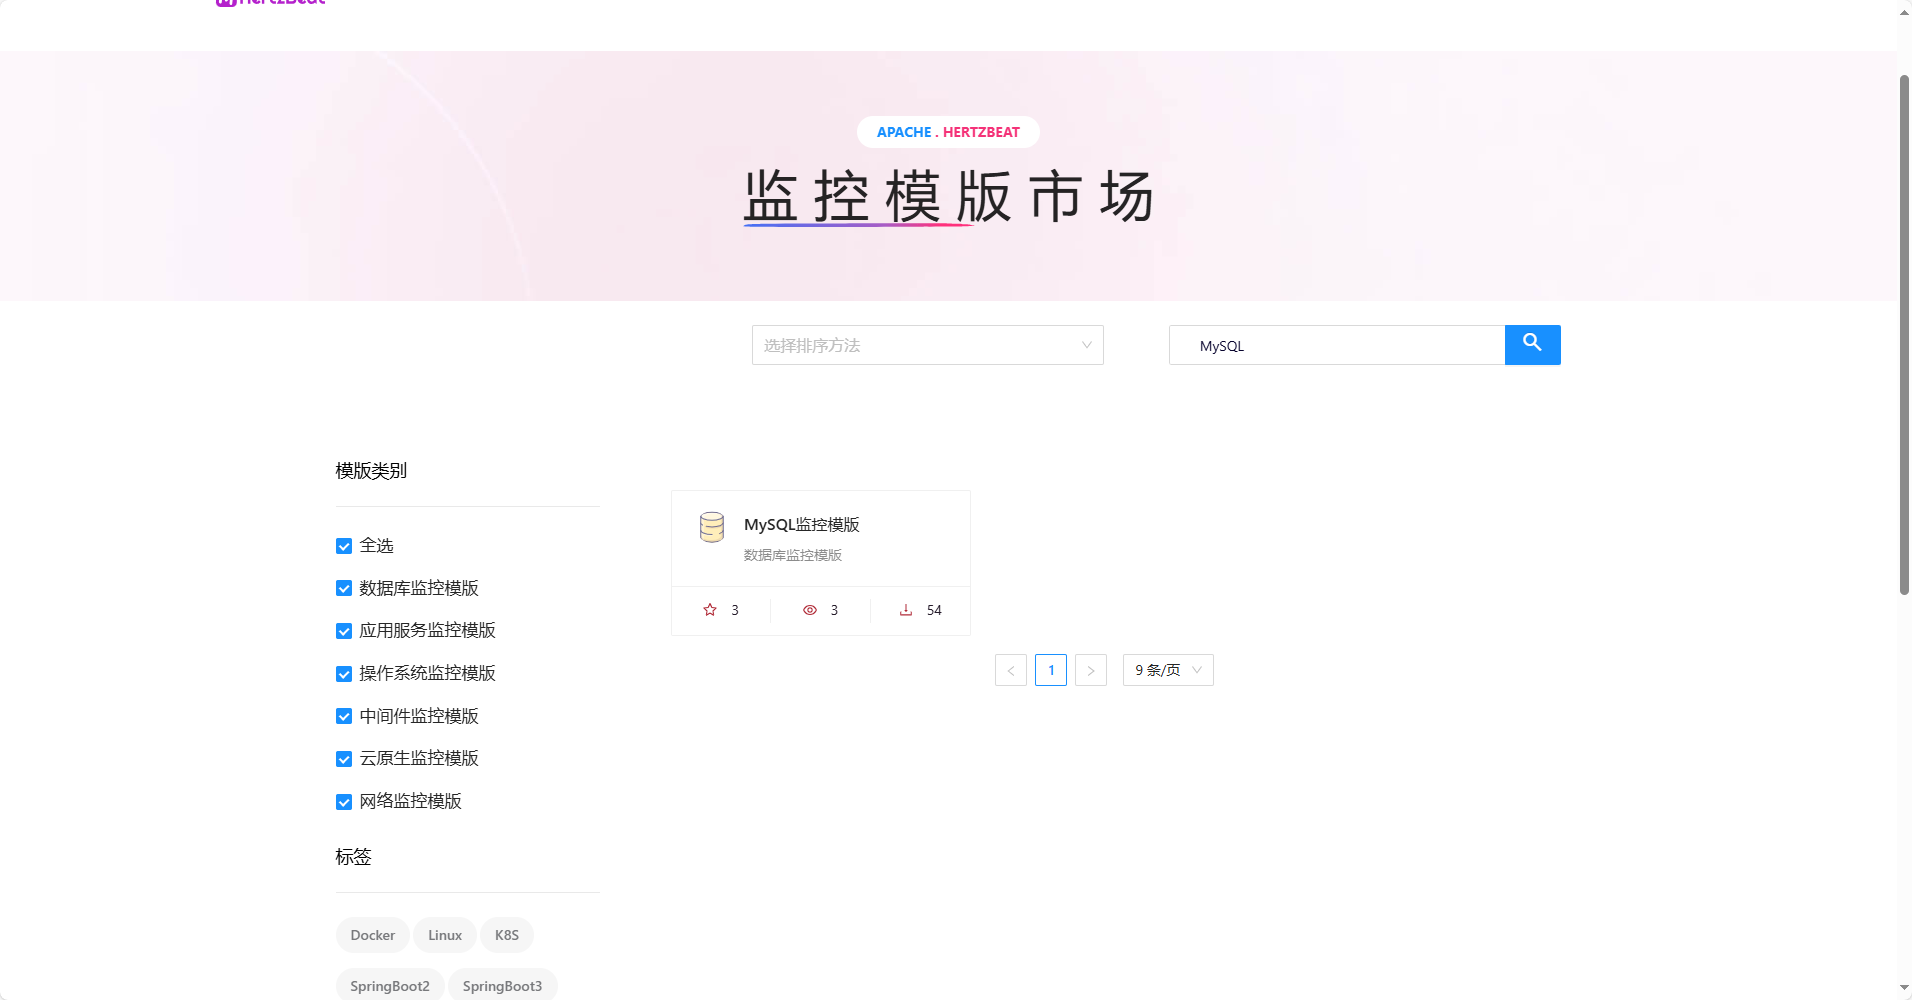 HertzBeat
APACHE . HERTZBEAT
监控模版市场
选择排序方法
MySQL
模版类别
全选
数据库监控模版
应用服务监控模版
操作系统监控模版
中间件监控模版
云原生监控模版
网络监控模版
标签
Docker Linux K8S
SpringBoot2 SpringBoot3
MySQL监控模版
数据库监控模版
3 3 54
< 1 > 9 条/页